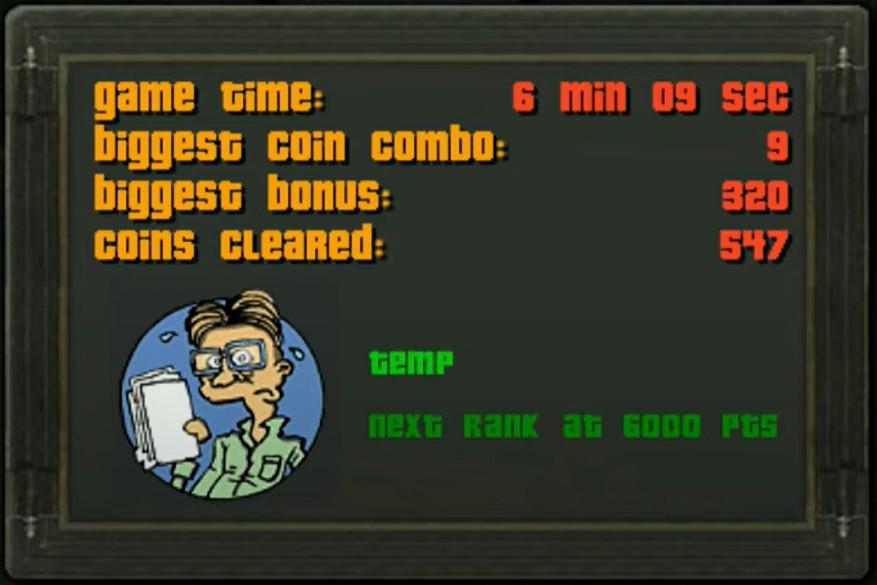 game time: 6 min 09 sec
biggest coin combo: 9
biggest bonus: 320
coins cleared: 547
temp
next rank at 6000 pts